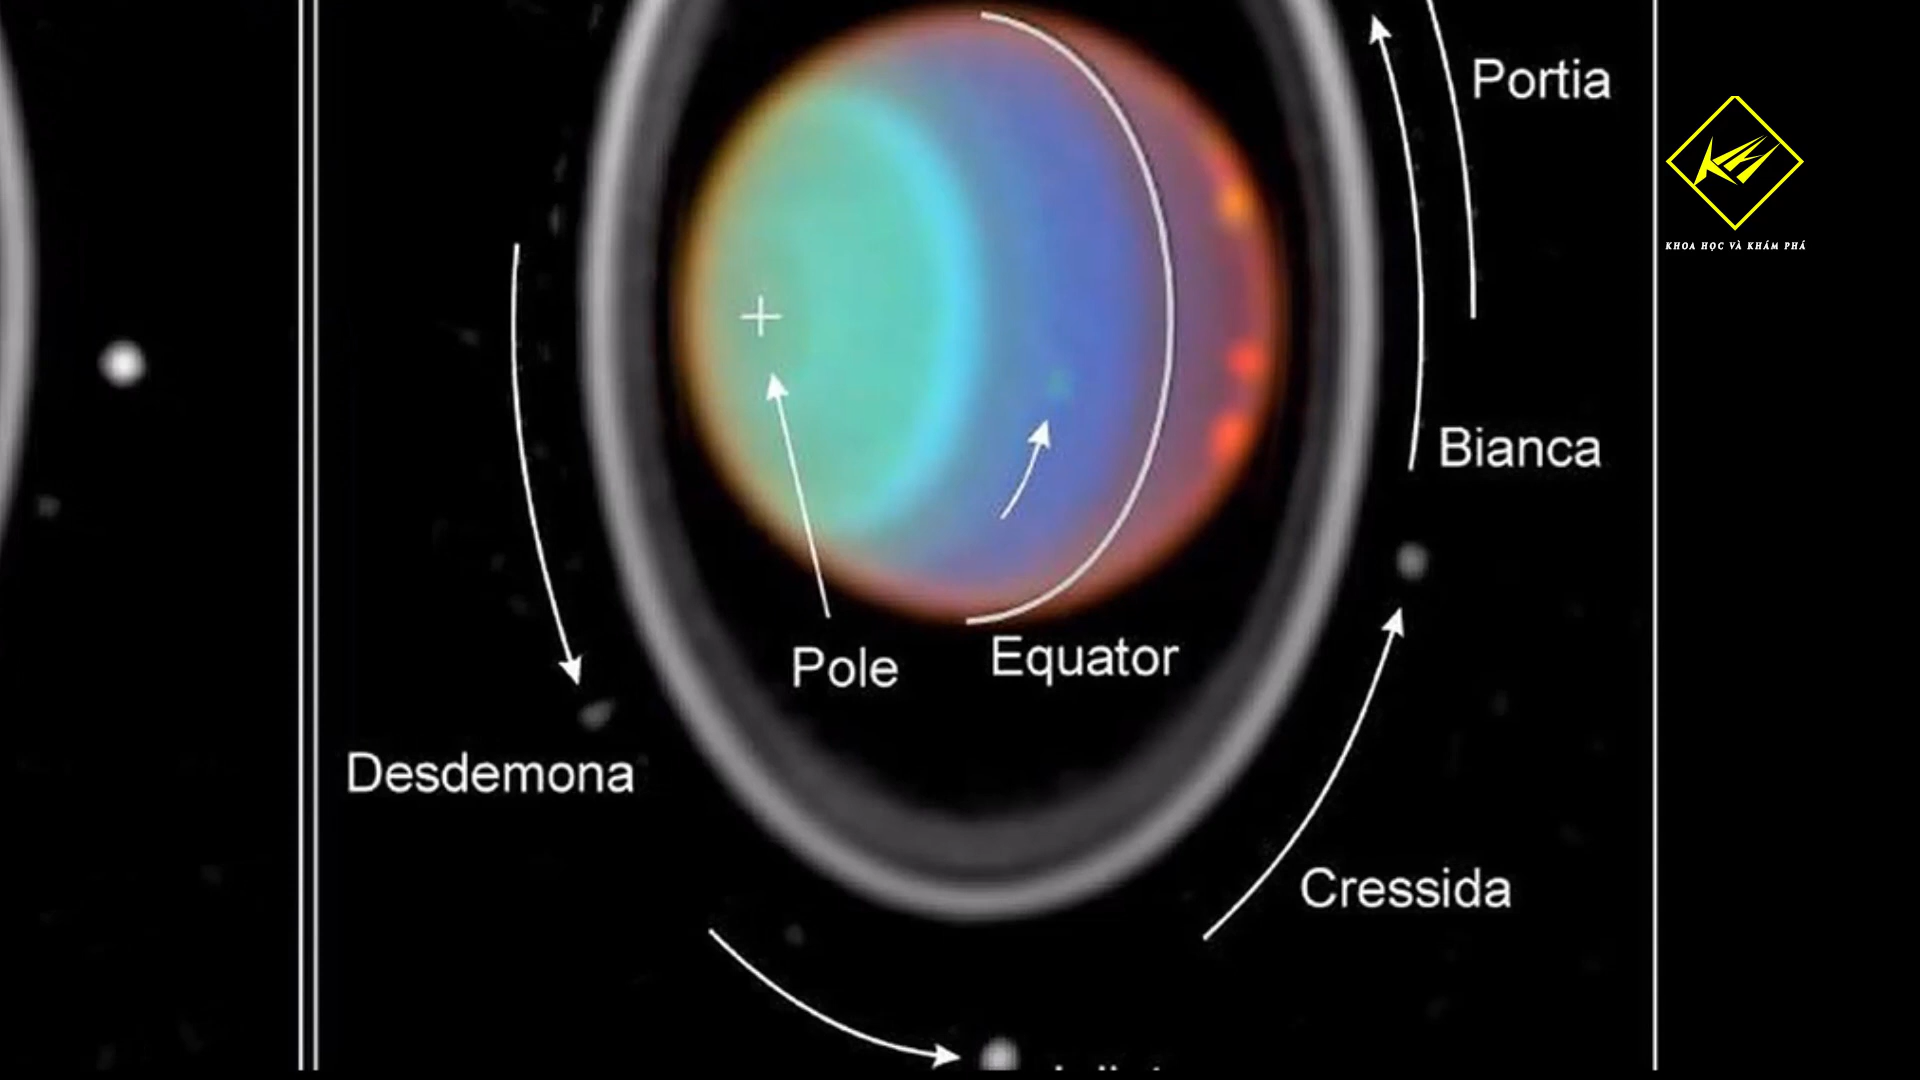 Portia
KHOA HỌC VÀ KHÁM PHÁ
Bianca
Pole
Equator
Desdemona
Cressida